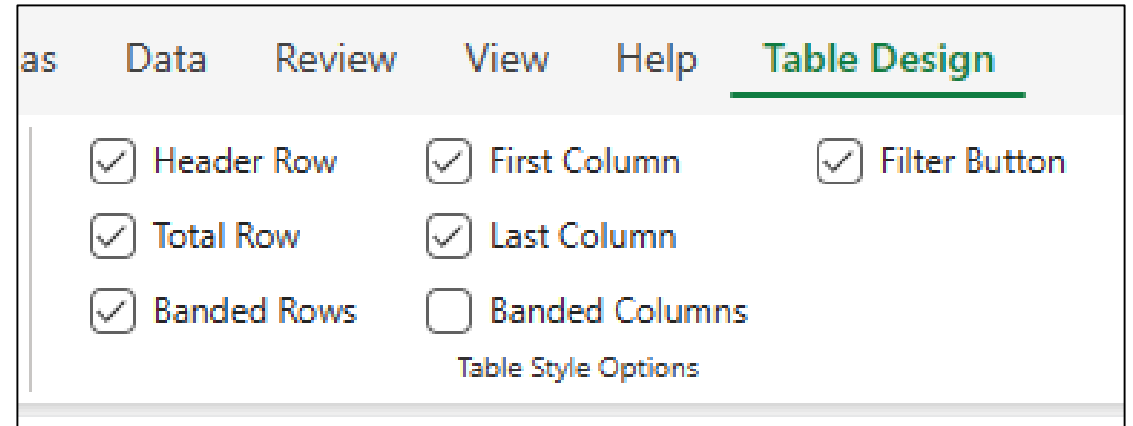 as Data Review View Help Table Design
Header Row First Column Filter Button
Total Row Last Column
Banded Rows Banded Columns
Table Style Options